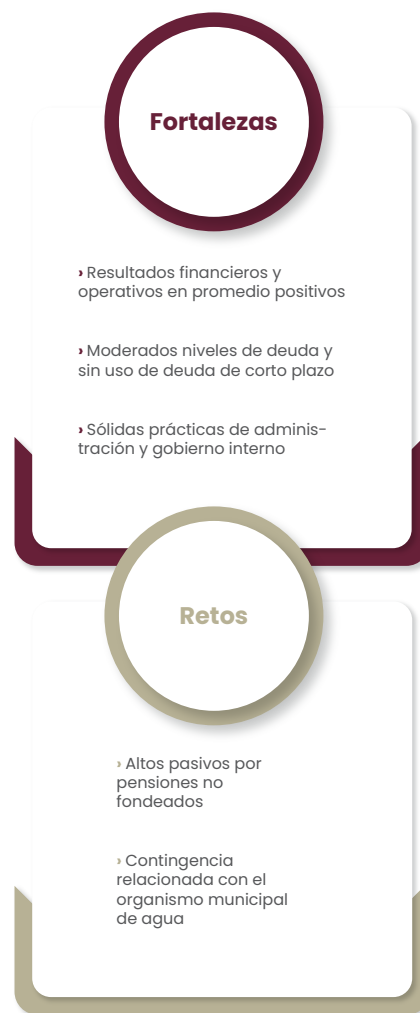 Fortalezas
› Resultados financieros y
operativos en promedio positivos
› Moderados niveles de deuda y
sin uso de deuda de corto plazo
› Sólidas prácticas de adminis-
tración y gobierno interno
Retos
› Altos pasivos por
pensiones no
fondeados
› Contingencia
relacionada con el
organismo municipal
de agua